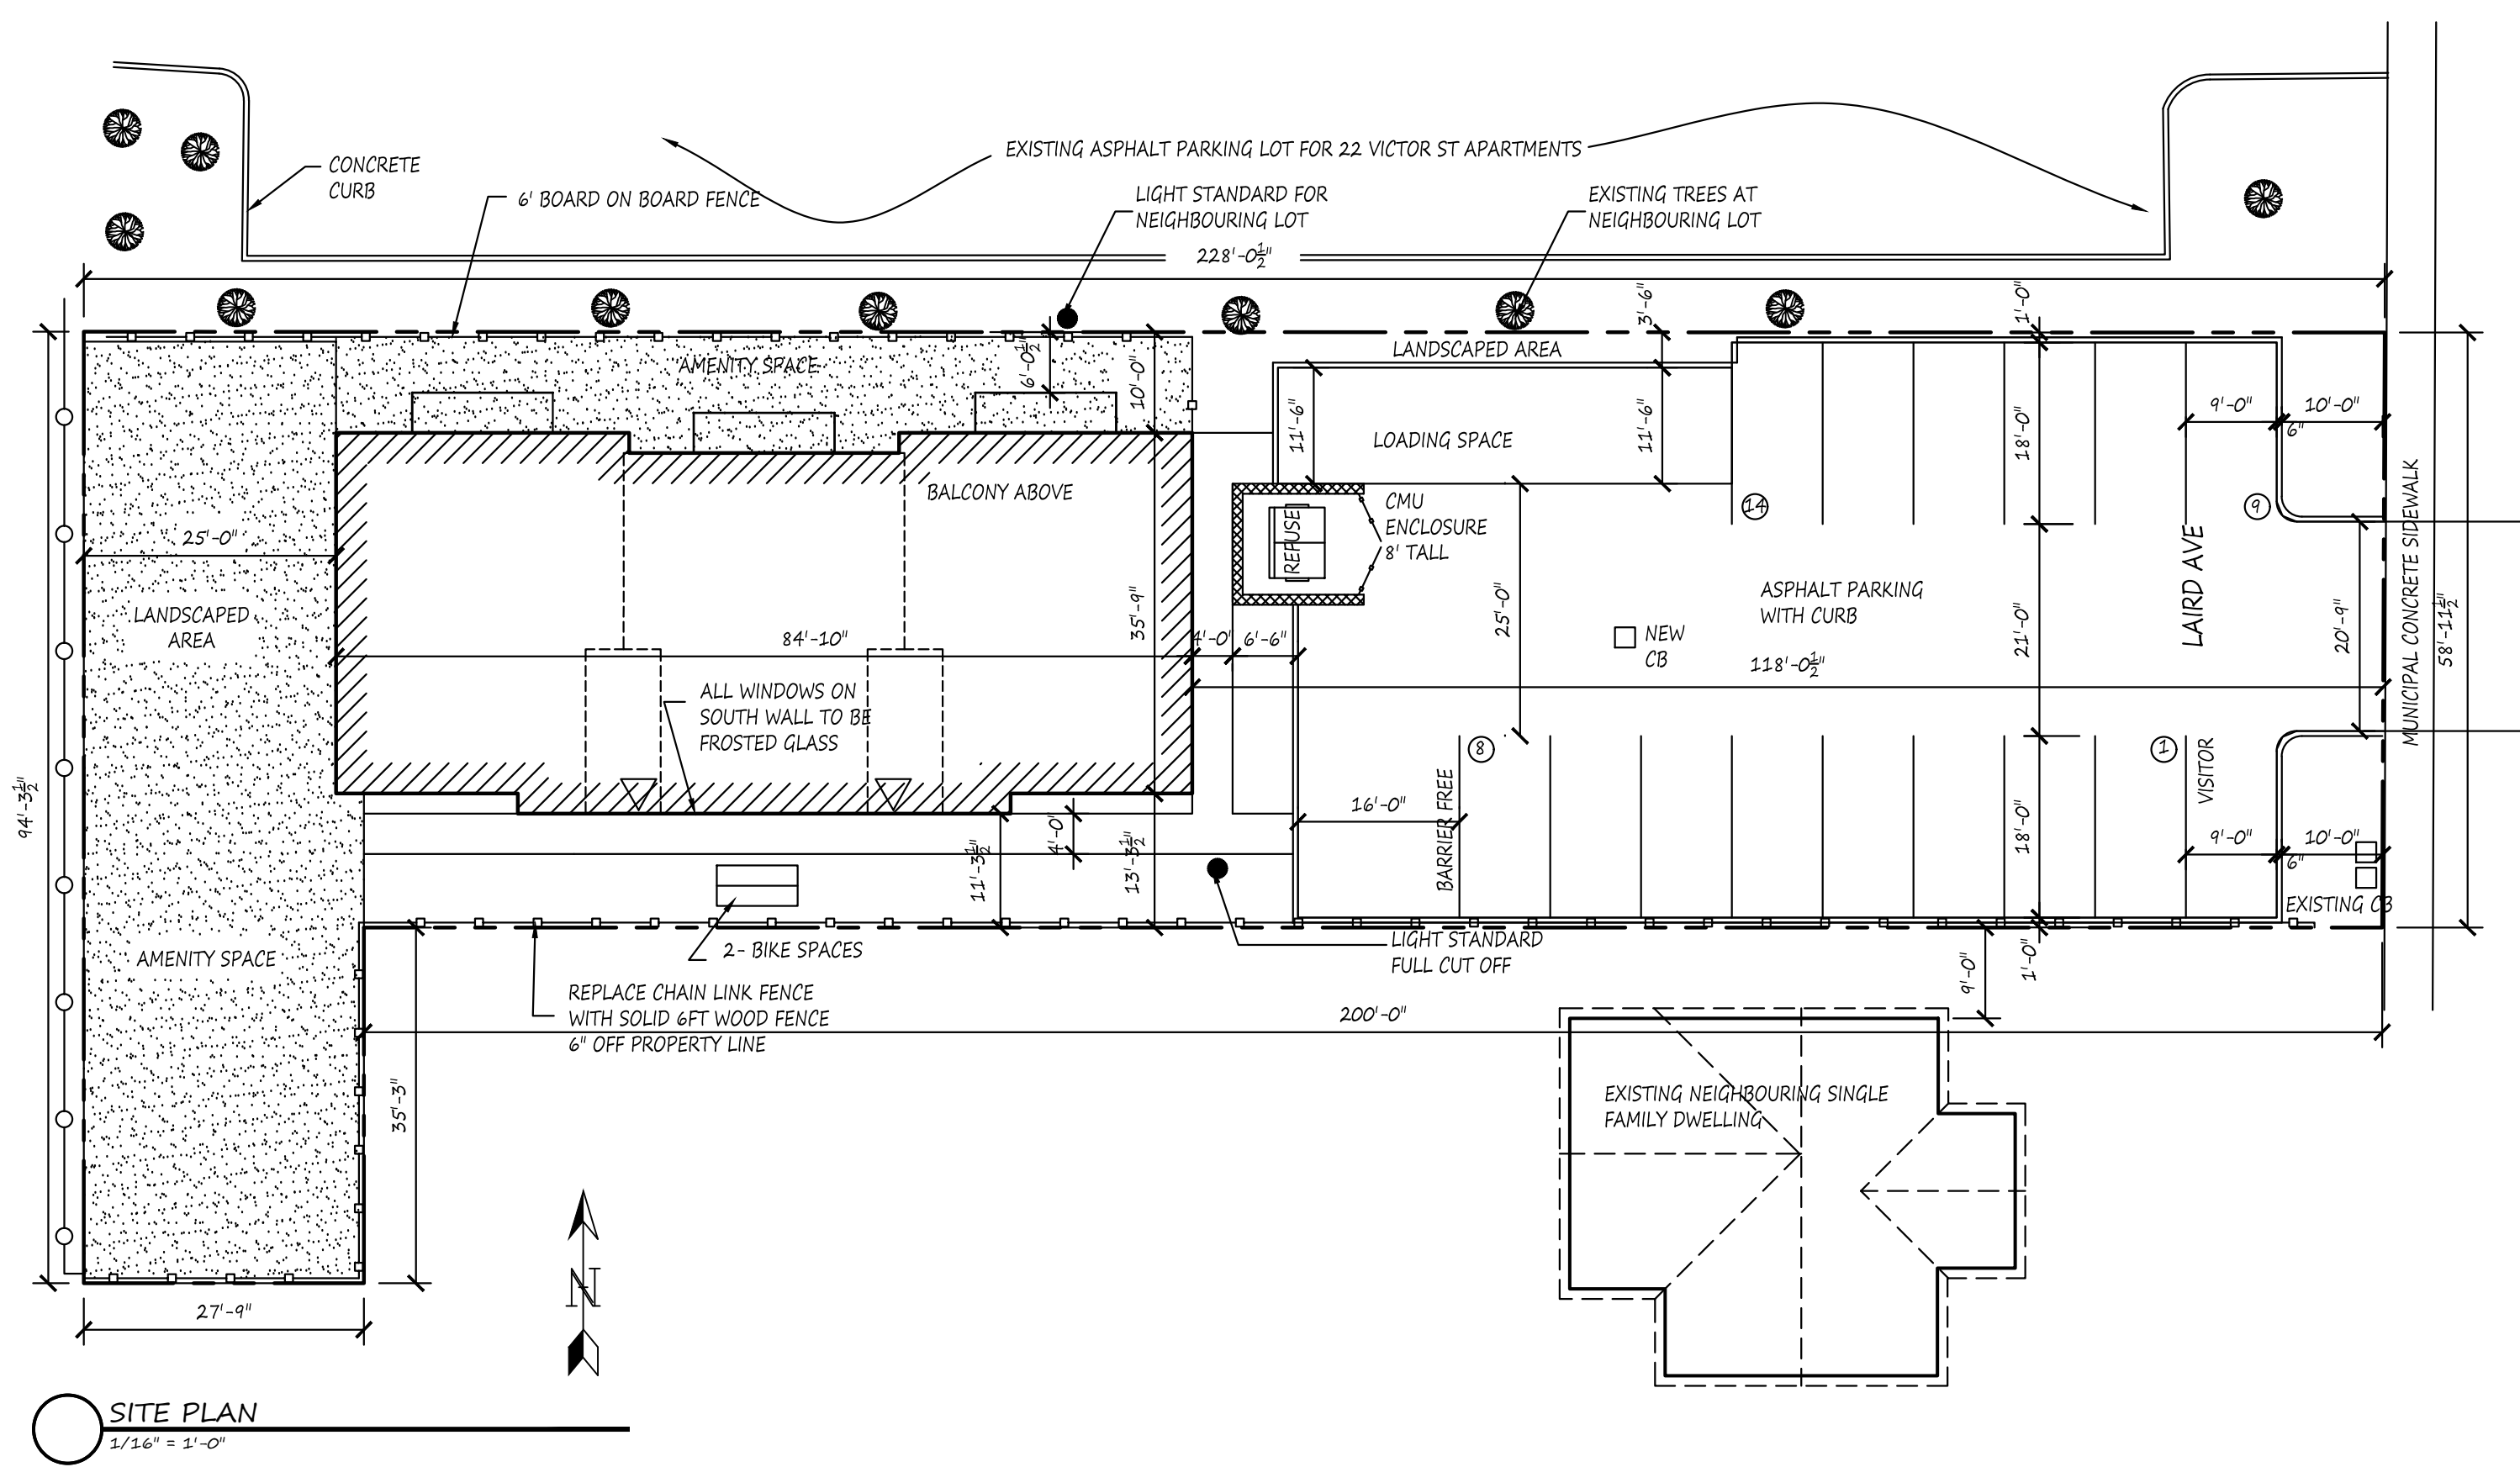 CONCRETE
CURB
6' BOARD ON BOARD FENCE
EXISTING ASPHALT PARKING LOT FOR 22 VICTOR ST APARTMENTS
LIGHT STANDARD FOR
NEIGHBOURING LOT
EXISTING TREES AT
NEIGHBOURING LOT
228'-0½"
3'-6"
1'-0"
AMENITY SPACE
6'-0½"
10'-0"
LANDSCAPED AREA
11'-6"
LOADING SPACE
11'-6"
18'-0"
9'-0"
10'-0"
6"
BALCONY ABOVE
CMU
ENCLOSURE
8' TALL
REFUSE
14
9
25'-0"
LANDSCAPED
AREA
84'-10"
35'-9"
4'-0"
6'-6"
25'-0"
NEW
CB
ASPHALT PARKING
WITH CURB
118'-0½"
21'-0"
LAIRD AVE
20'-9"
MUNICIPAL CONCRETE SIDEWALK
58'-11½"
ALL WINDOWS ON
SOUTH WALL TO BE
FROSTED GLASS
94'-3½"
8
1
VISITOR
BARRIER FREE
16'-0"
18'-0"
9'-0"
10'-0"
6"
EXISTING CB
11'-3½"
4'-0"
13'-3½"
AMENITY SPACE
2- BIKE SPACES
LIGHT STANDARD
FULL CUT OFF
9'-0"
1'-0"
REPLACE CHAIN LINK FENCE
WITH SOLID 6FT WOOD FENCE
6" OFF PROPERTY LINE
200'-0"
35'-3"
EXISTING NEIGHBOURING SINGLE
FAMILY DWELLING
27'-9"
N
SITE PLAN
1/16" = 1'-0"